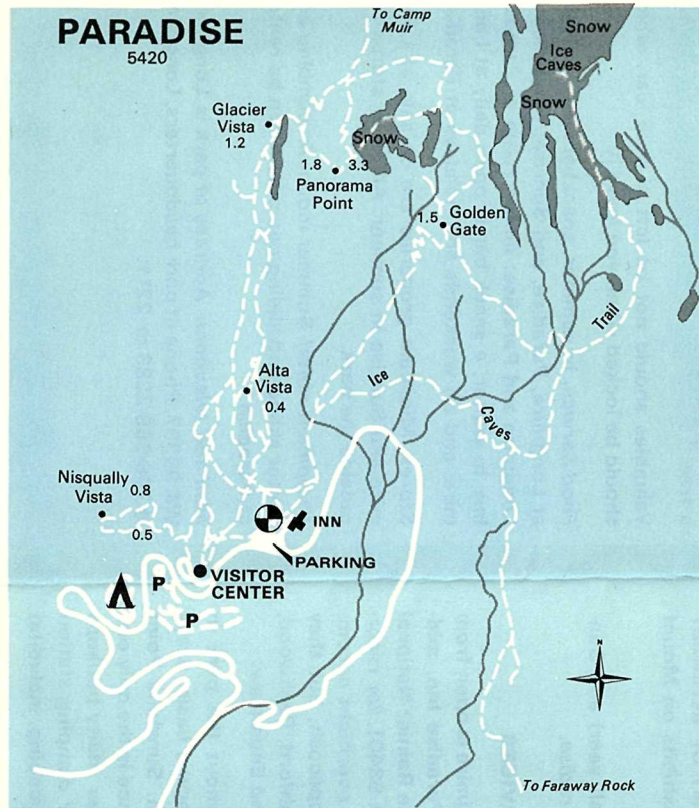 PARADISE
5420
To Camp
Muir
Snow
Ice
Caves
Snow
Glacier
Vista
1.2
Snow
1.8 3.3
Panorama
Point
1.5 Golden
Gate
Trail
Alta
Vista
0.4
Ice
Caves
Nisqually
Vista
0.8
0.5
INN
PARKING
P
VISITOR
CENTER
P
N
To Faraway Rock